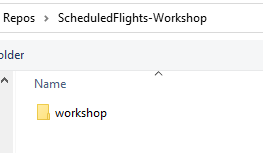 Repos > ScheduledFlights-Workshop
older
Name
workshop